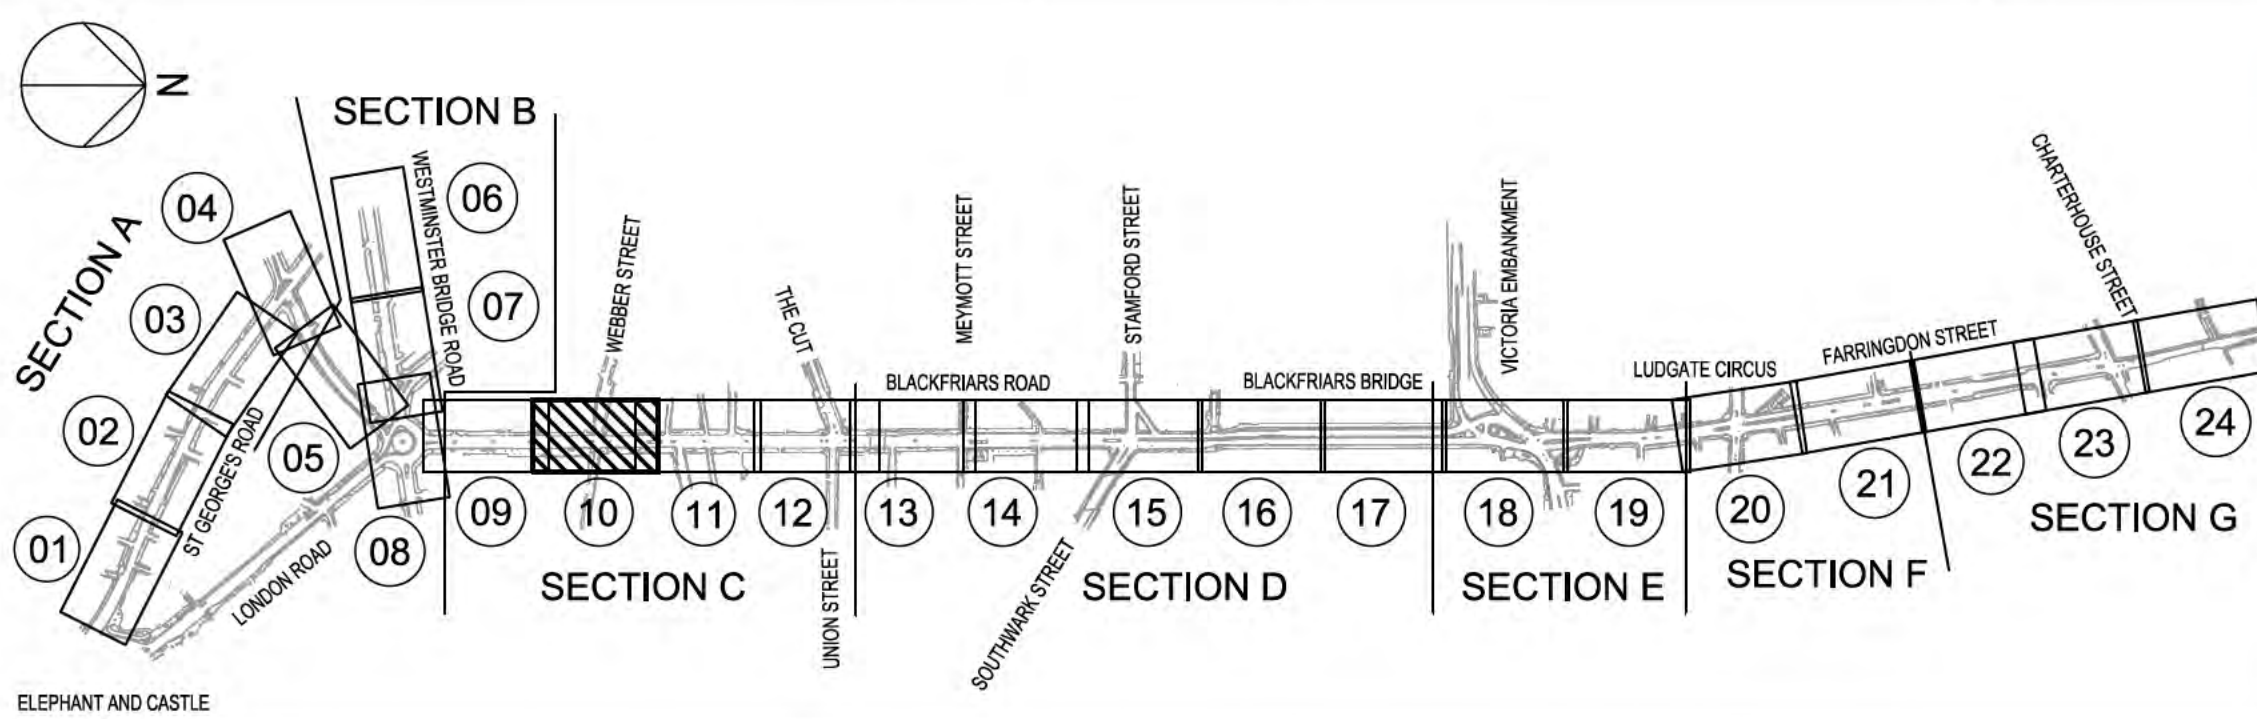 N
SECTION B
SECTION A
04
03
02
01
06
07
05
08
WESTMINSTER BRIDGE ROAD
ST GEORGE'S ROAD
LONDON ROAD
ELEPHANT AND CASTLE
WEBBER STREET
THE CUT
09
10
11
12
SECTION C
UNION STREET
MEYMOTT STREET
STAMFORD STREET
BLACKFRIARS ROAD
BLACKFRIARS BRIDGE
13
14
15
16
17
SECTION D
SOUTHWARK STREET
VICTORIA EMBANKMENT
18
19
SECTION E
LUDGATE CIRCUS
FARRINGDON STREET
20
21
SECTION F
CHARTERHOUSE STREET
22
23
24
SECTION G